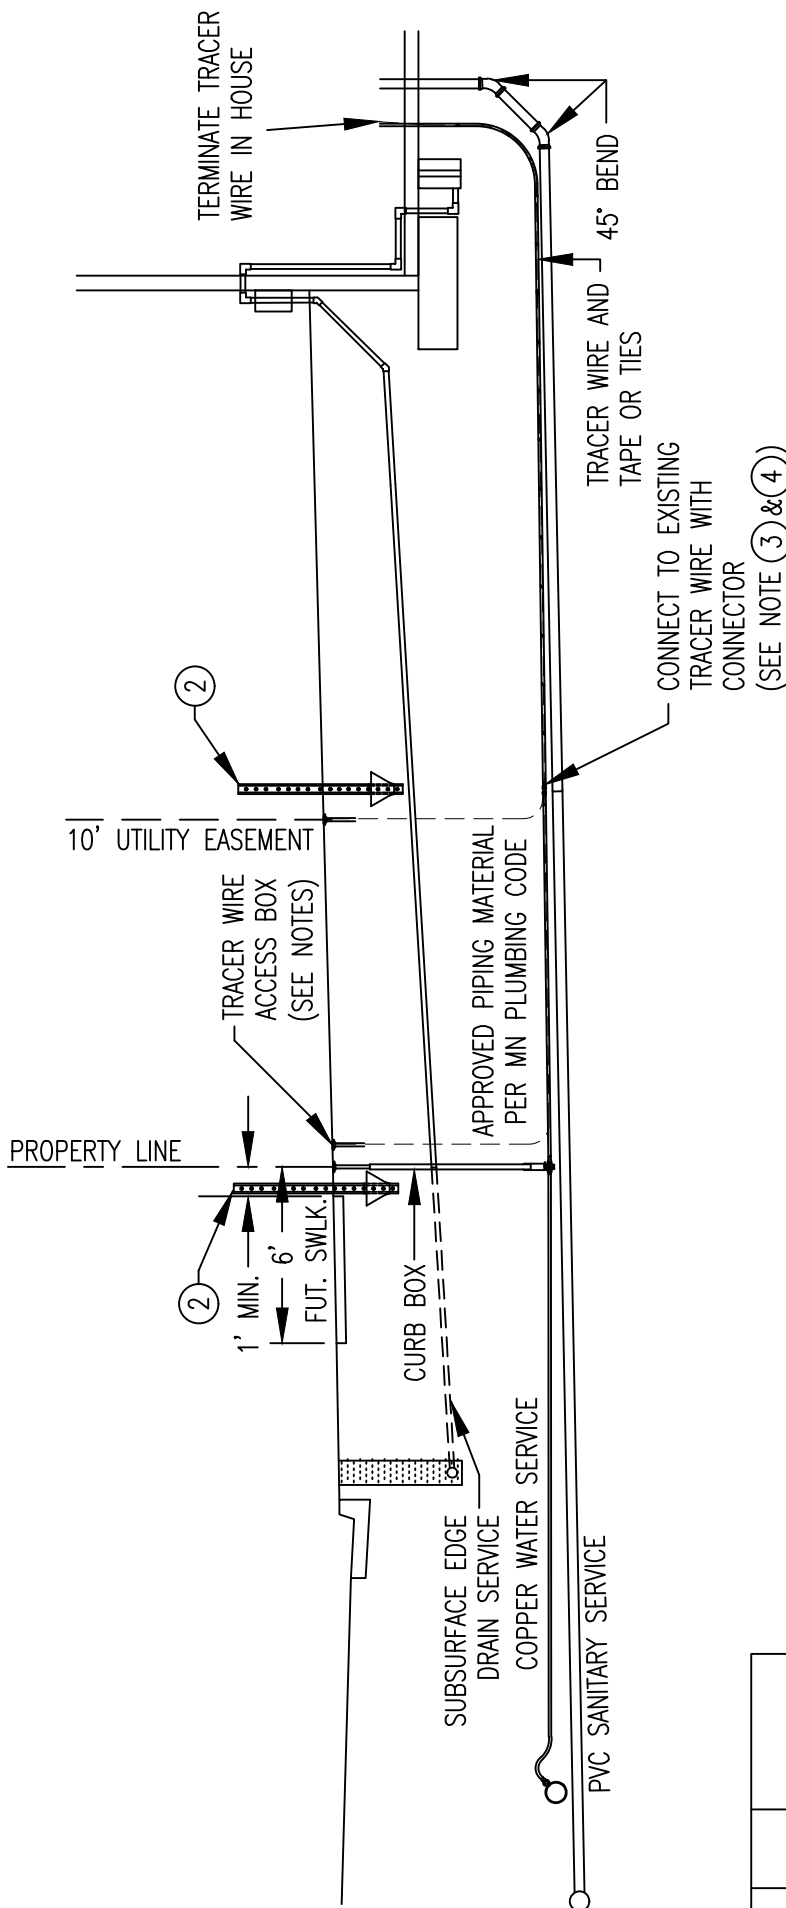 TERMINATE TRACER
WIRE IN HOUSE
45° BEND
TRACER WIRE AND
TAPE OR TIES
CONNECT TO EXISTING
TRACER WIRE WITH
CONNECTOR
(SEE NOTE 3 & 4)
2
10' UTILITY EASEMENT
TRACER WIRE
ACCESS BOX
(SEE NOTES)
APPROVED PIPING MATERIAL
PER MN PLUMBING CODE
PROPERTY LINE
2
1' MIN.
6'
FUT. SWLK.
CURB BOX
SUBSURFACE EDGE
DRAIN SERVICE
COPPER WATER SERVICE
PVC SANITARY SERVICE